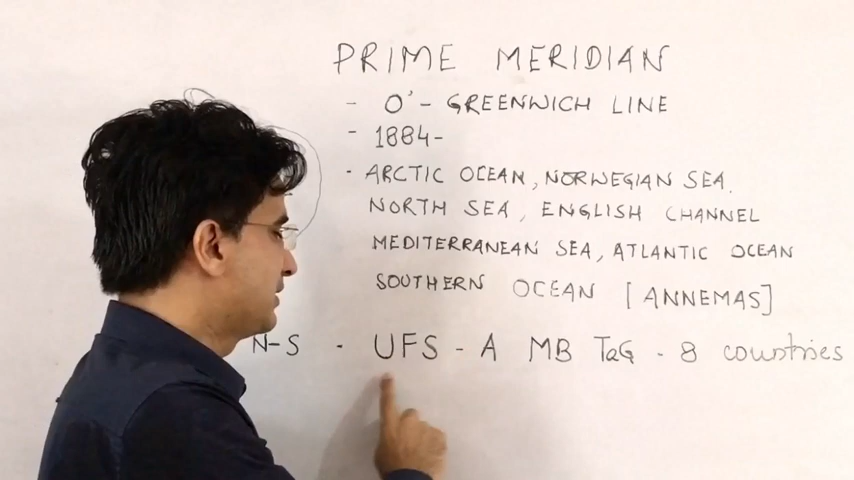 PRIME MERIDIAN
- 0° - GREENWICH LINE
- 1884-
- ARCTIC OCEAN, NORWEGIAN SEA.
NORTH SEA, ENGLISH CHANNEL
MEDITERRANEAN SEA, ATLANTIC OCEAN
SOUTHERN OCEAN [ANNEMAS]
N-S - UFS - A MB TOG - 8 countries